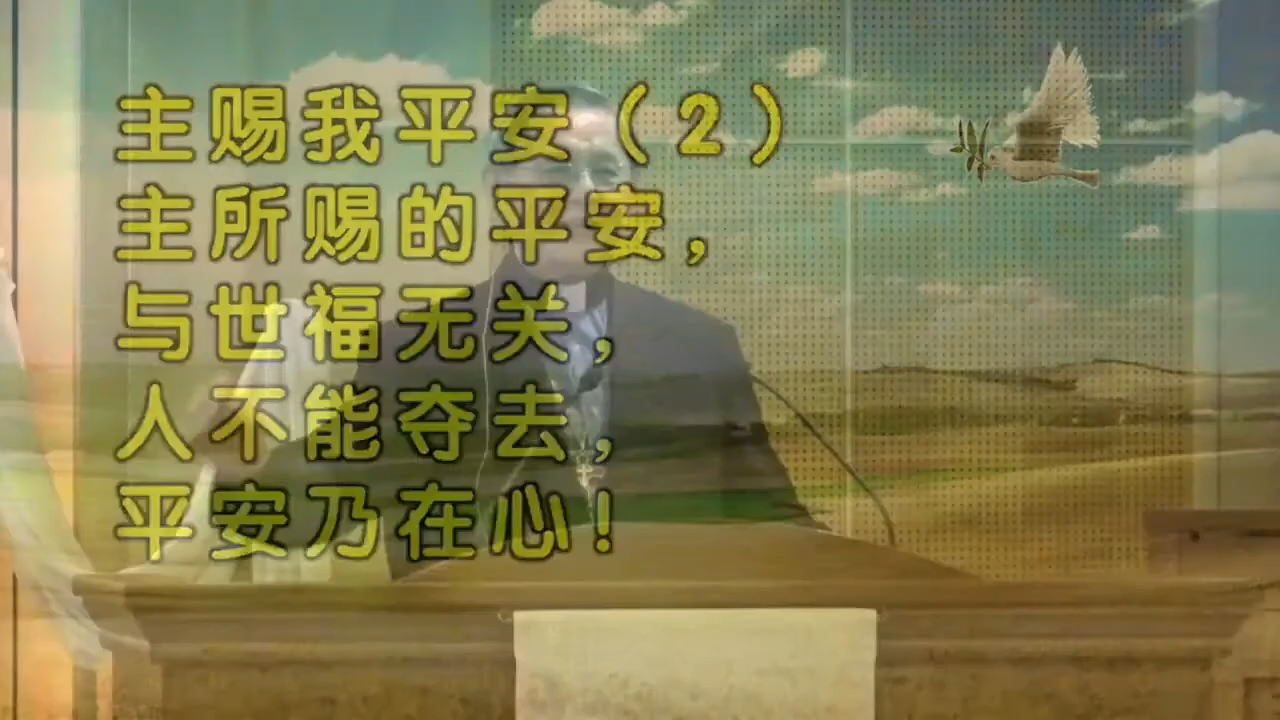 主赐我平安（2）
主所赐的平安，
与世福无关，
人不能夺去，
平安乃在心！